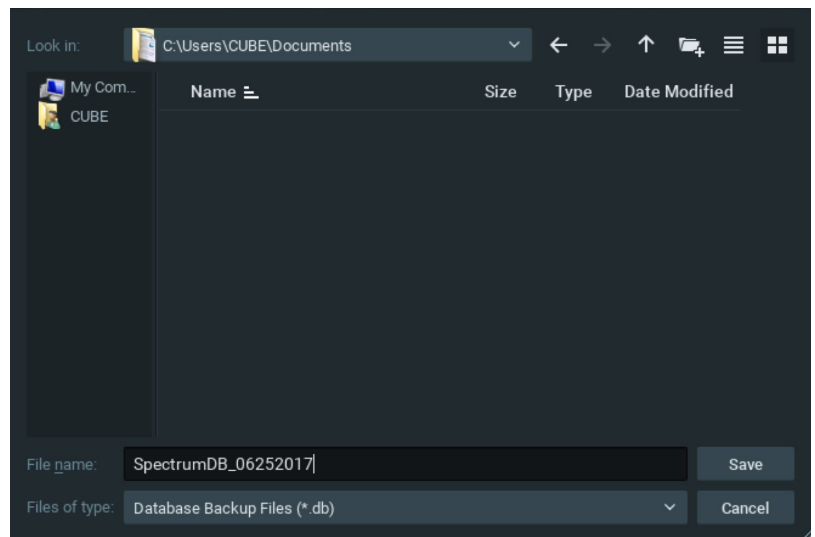 Look in: C:\Users\CUBE\Documents
My Com...
CUBE
Name Size Type Date Modified
File name: SpectrumDB_06252017 Save
Files of type: Database Backup Files (*.db) Cancel